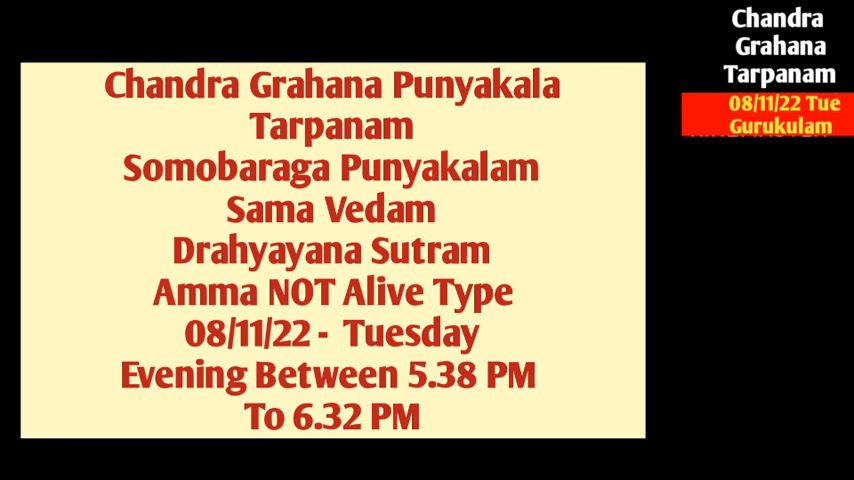 Chandra Grahana Punyakala
Tarpanam
Somobaraga Punyakalam
Sama Vedam
Drahyayana Sutram
Amma NOT Alive Type
08/11/22 - Tuesday
Evening Between 5.38 PM
To 6.32 PM
Chandra
Grahana
Tarpanam
08/11/22 Tue
Gurukulam